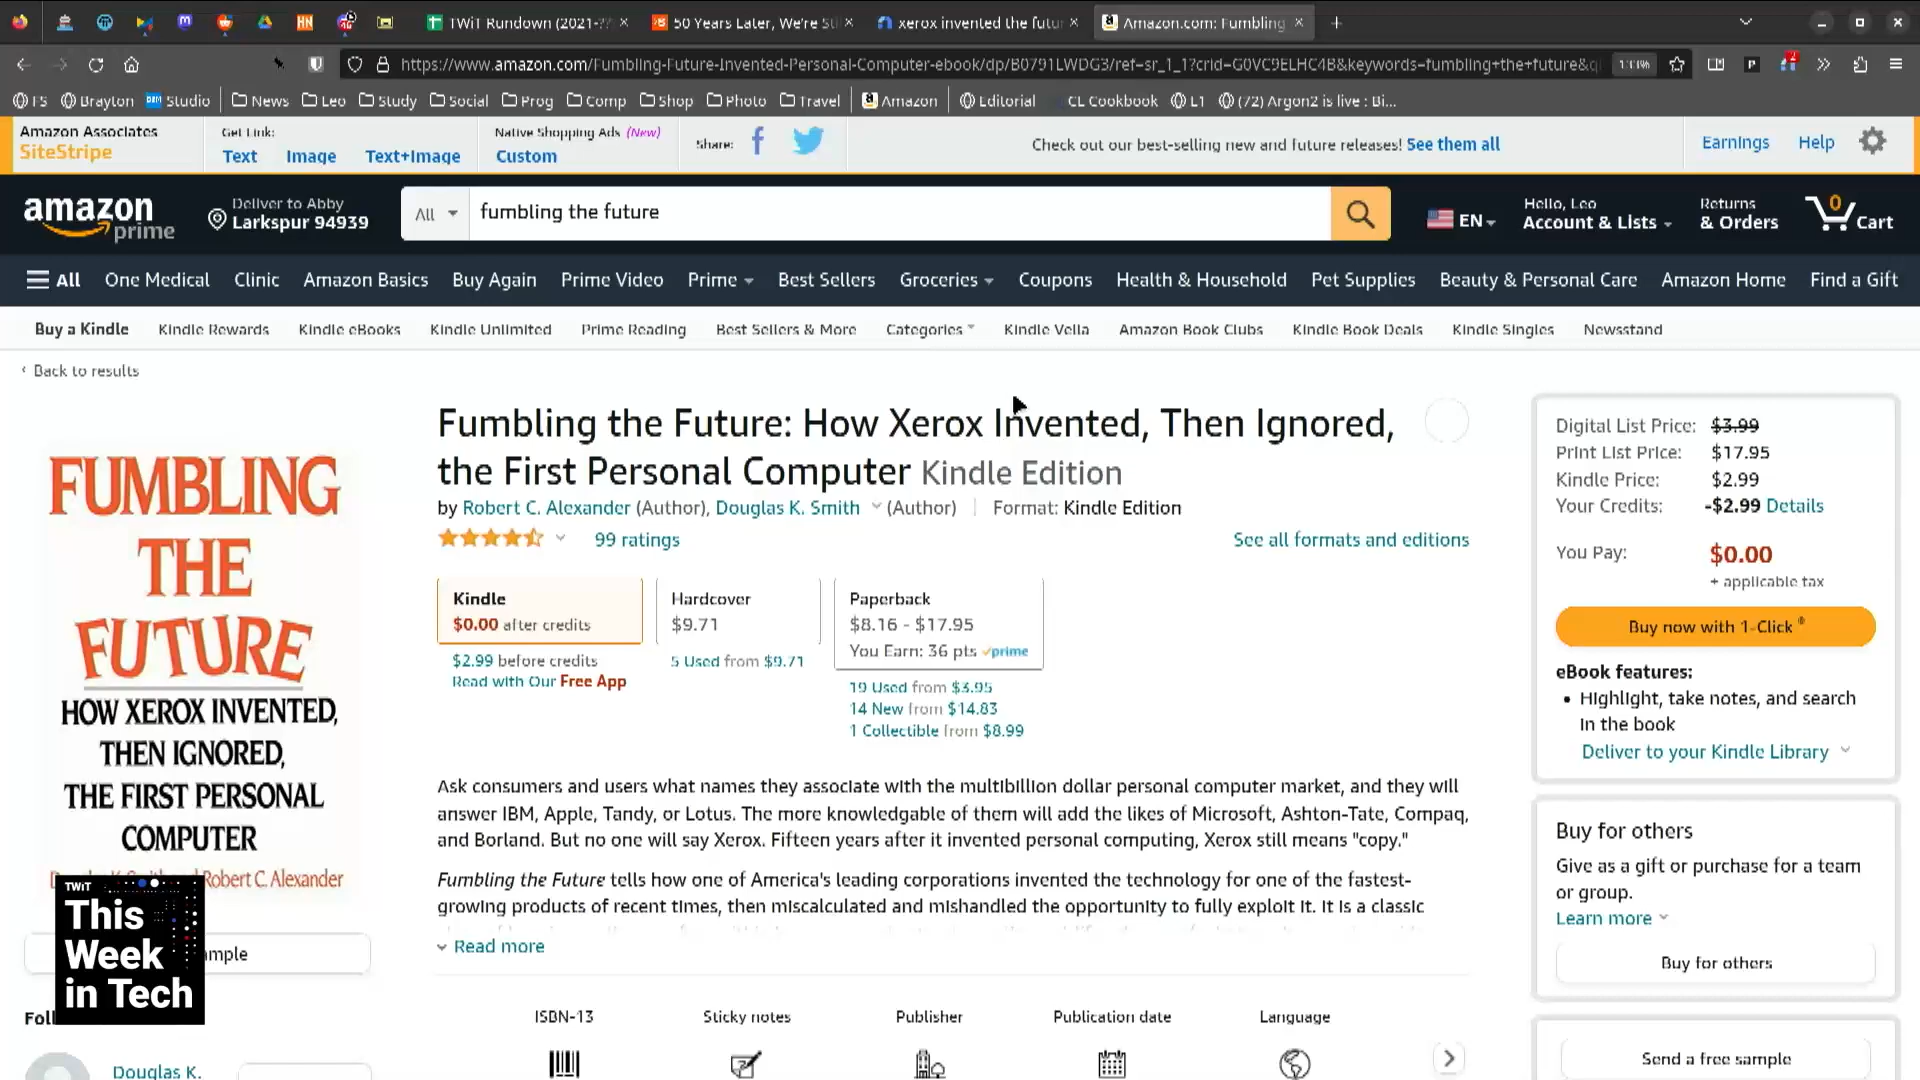 TWiT Rundown (2021-??
50 Years Later, We're St
xerox invented the futur
Amazon.com: Fumbling
https://www.amazon.com/Fumbling-Future-Invented-Personal-Computer-ebook/dp/B0791LWDG3/ref=sr_1_1?crid=G0VC9ELHC4B&keywords=fumbling+the+future&q
133%
FS Brayton Studio News Leo Study Social Prog Comp Shop Photo Travel Amazon Editorial CL Cookbook L1 (72) Argon2 is live : Bi...
Amazon Associates
SiteStripe
Get Link:
Text Image Text+Image
Native Shopping Ads (New)
Custom
Share:
Check out our best-selling new and future releases! See them all
Earnings Help
amazon
prime
Deliver to Abby
Larkspur 94939
All
fumbling the future
EN
Hello, Leo
Account & Lists
Returns
& Orders
0
Cart
All One Medical Clinic Amazon Basics Buy Again Prime Video Prime Best Sellers Groceries Coupons Health & Household Pet Supplies Beauty & Personal Care Amazon Home Find a Gift
Buy a Kindle Kindle Rewards Kindle eBooks Kindle Unlimited Prime Reading Best Sellers & More Categories Kindle Vella Amazon Book Clubs Kindle Book Deals Kindle Singles Newsstand
‹ Back to results
FUMBLING
THE
FUTURE
HOW XEROX INVENTED,
THEN IGNORED,
THE FIRST PERSONAL
COMPUTER
Robert C. Alexander
TWiT
This
Week
in Tech
mple
Foll
Douglas K.
Fumbling the Future: How Xerox Invented, Then Ignored,
the First Personal Computer Kindle Edition
by Robert C. Alexander (Author), Douglas K. Smith (Author) | Format: Kindle Edition
99 ratings
See all formats and editions
Kindle
$0.00 after credits
$2.99 before credits
Read with Our Free App
Hardcover
$9.71
5 Used from $9.71
Paperback
$8.16 - $17.95
You Earn: 36 pts prime
19 Used from $3.95
14 New from $14.83
1 Collectible from $8.99
Ask consumers and users what names they associate with the multibillion dollar personal computer market, and they will
answer IBM, Apple, Tandy, or Lotus. The more knowledgable of them will add the likes of Microsoft, Ashton-Tate, Compaq,
and Borland. But no one will say Xerox. Fifteen years after it invented personal computing, Xerox still means "copy."
Fumbling the Future tells how one of America's leading corporations invented the technology for one of the fastest-
growing products of recent times, then miscalculated and mishandled the opportunity to fully exploit it. It is a classic
Read more
ISBN-13 Sticky notes Publisher Publication date Language
Digital List Price: $3.99
Print List Price: $17.95
Kindle Price: $2.99
Your Credits: -$2.99 Details
You Pay: $0.00
+ applicable tax
Buy now with 1-Click ®
eBook features:
• Highlight, take notes, and search
in the book
Deliver to your Kindle Library
Buy for others
Give as a gift or purchase for a team
or group.
Learn more
Buy for others
Send a free sample